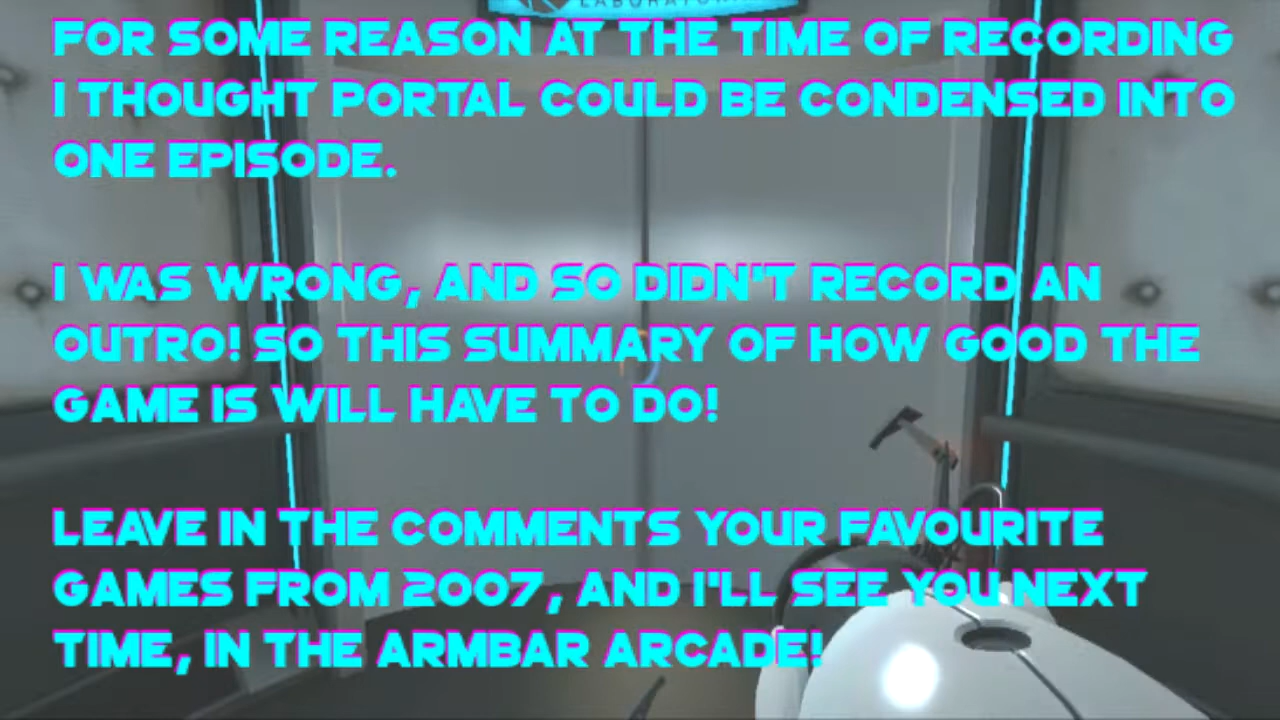 LABORATORIES
FOR SOME REASON AT THE TIME OF RECORDING
I THOUGHT PORTAL COULD BE CONDENSED INTO
ONE EPISODE.
I WAS WRONG, AND SO DIDN'T RECORD AN
OUTRO! SO THIS SUMMARY OF HOW GOOD THE
GAME IS WILL HAVE TO DO!
LEAVE IN THE COMMENTS YOUR FAVOURITE
GAMES FROM 2007, AND I'LL SEE YOU NEXT
TIME, IN THE ARMBAR ARCADE!